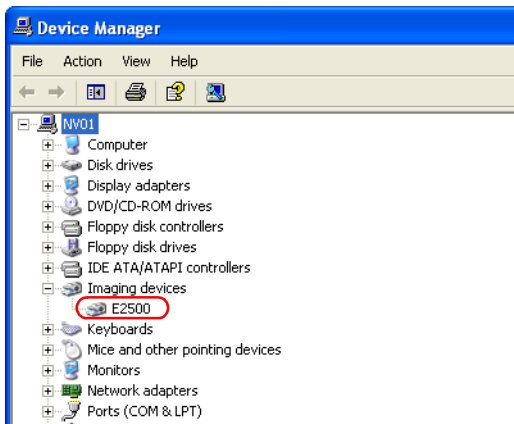 Device Manager
File Action View Help
NV01
Computer
Disk drives
Display adapters
DVD/CD-ROM drives
Floppy disk controllers
Floppy disk drives
IDE ATA/ATAPI controllers
Imaging devices
E2500
Keyboards
Mice and other pointing devices
Monitors
Network adapters
Ports (COM & LPT)